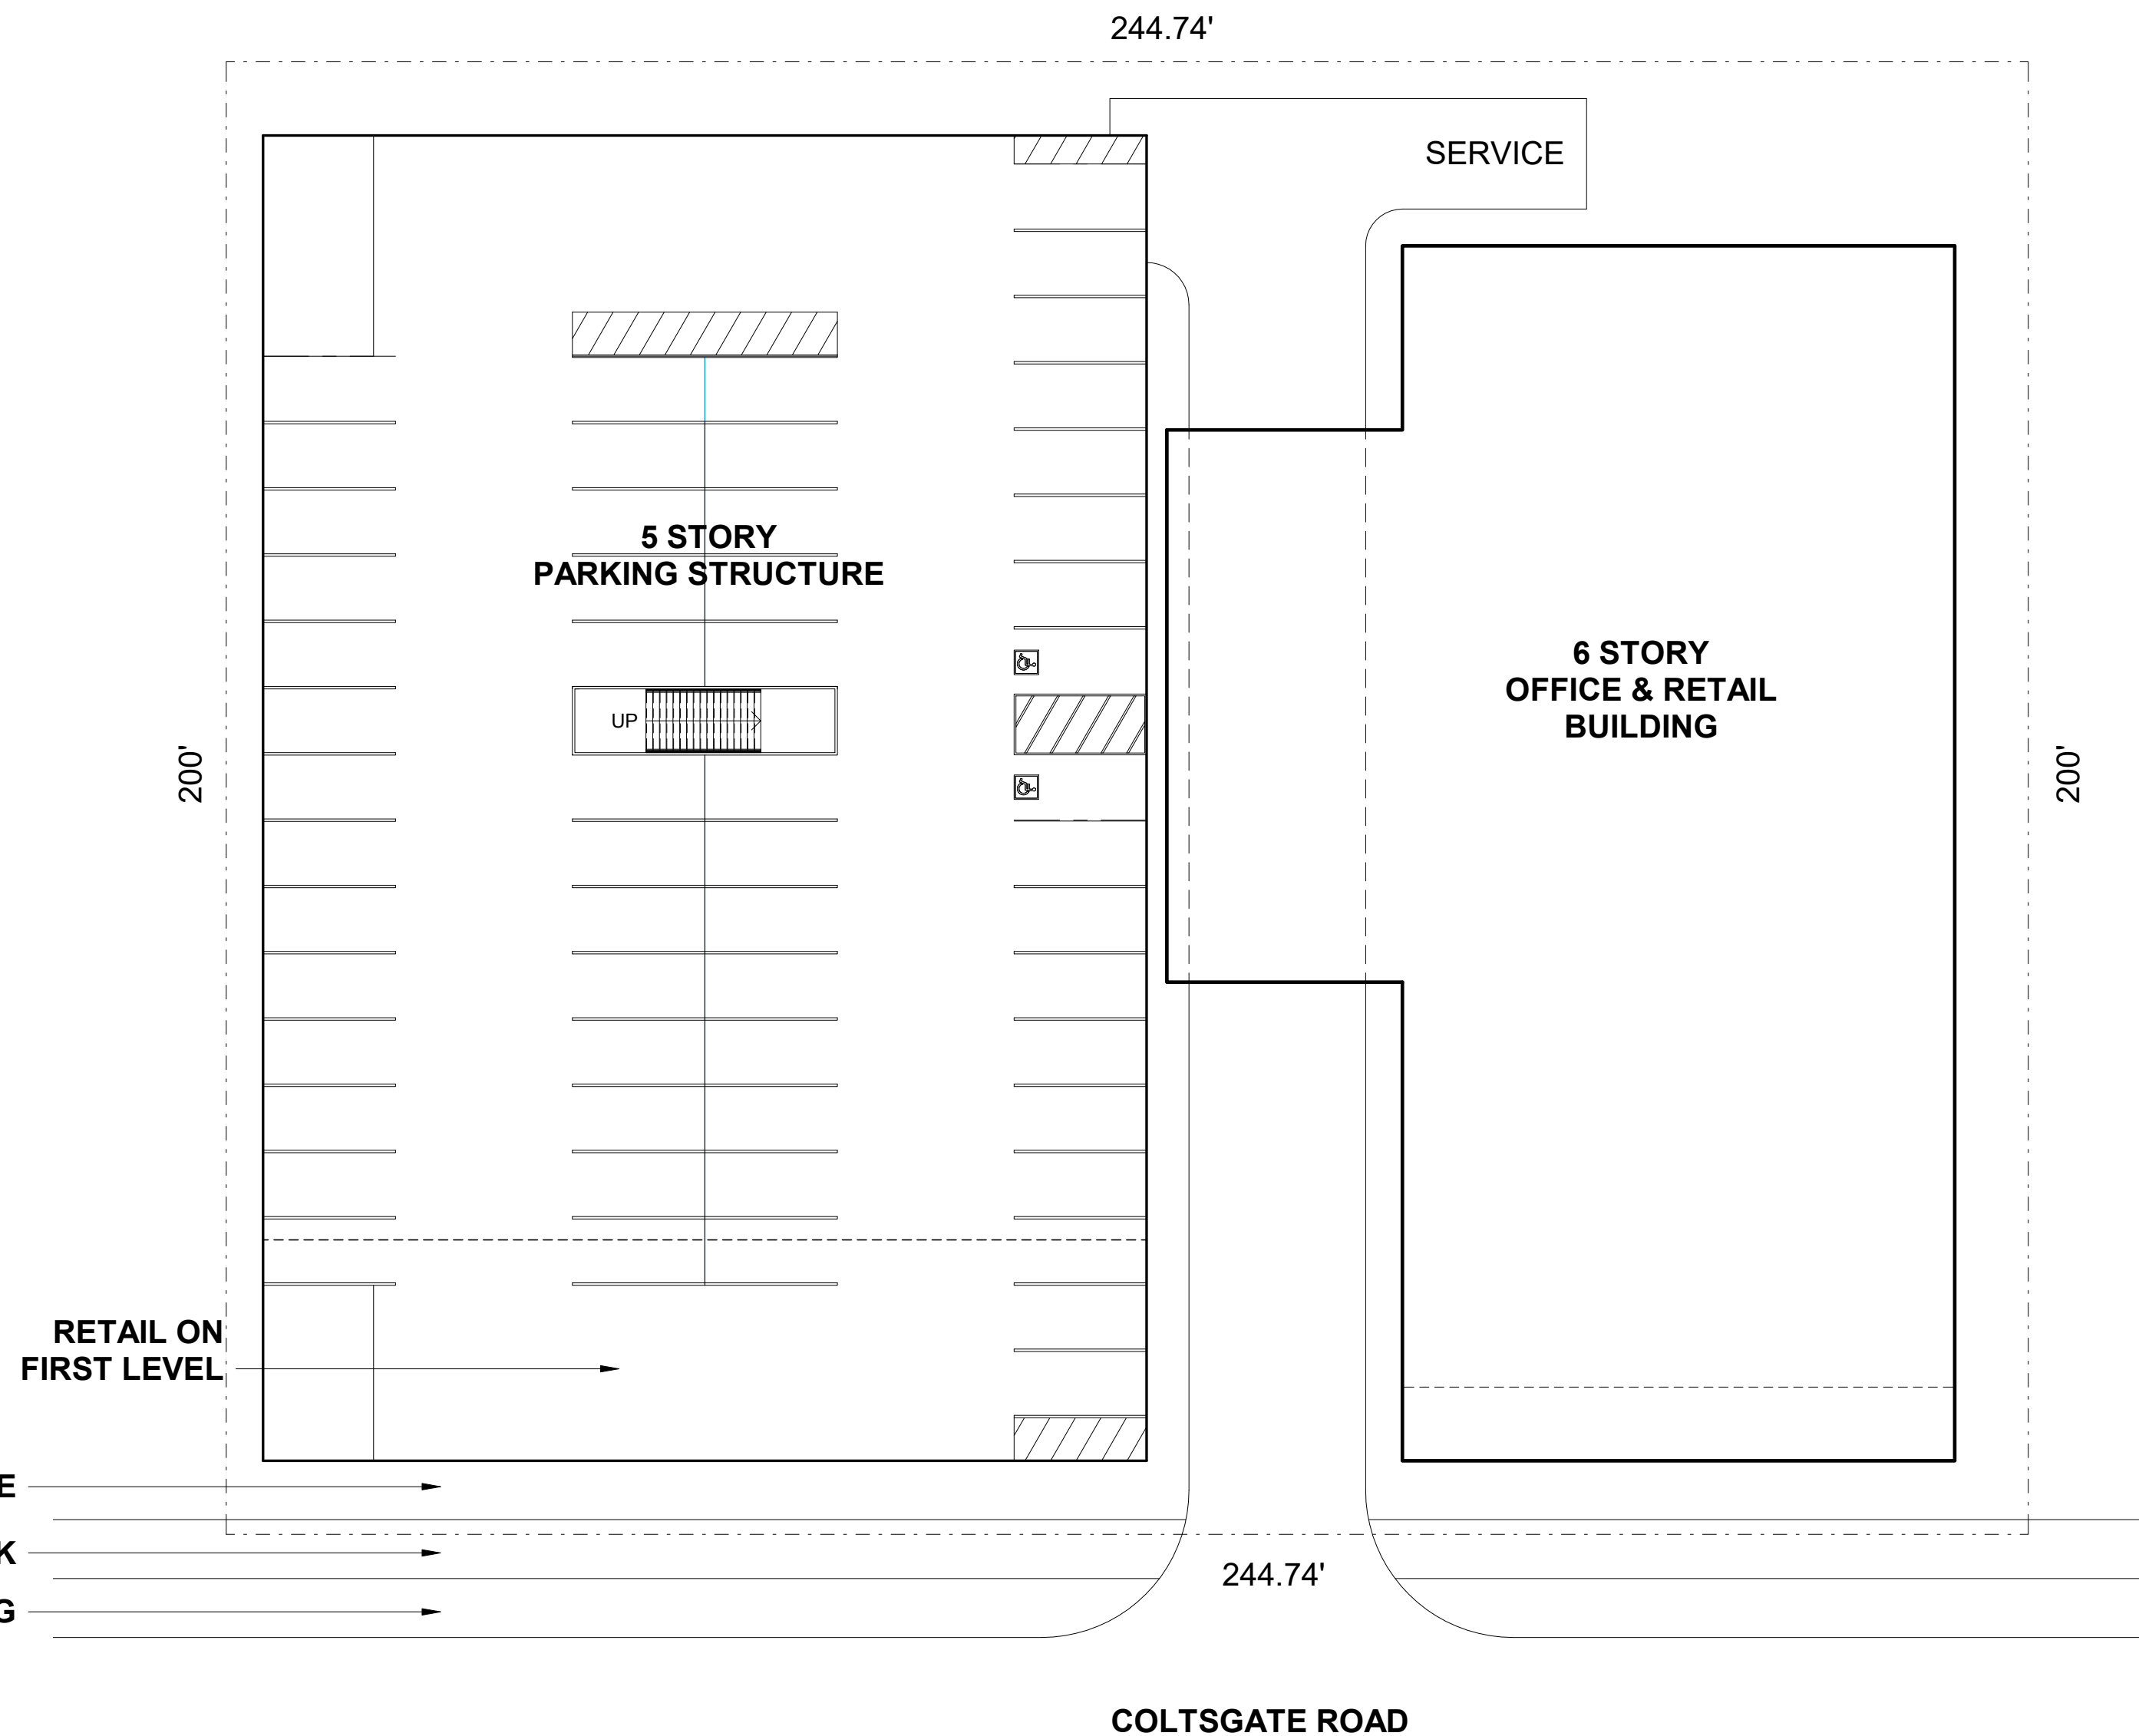 244.74'
SERVICE
5 STORY
PARKING STRUCTURE
6 STORY
OFFICE & RETAIL
BUILDING
UP
200'
200'
RETAIL ON
FIRST LEVEL
E
K
G
244.74'
COLTSGATE ROAD